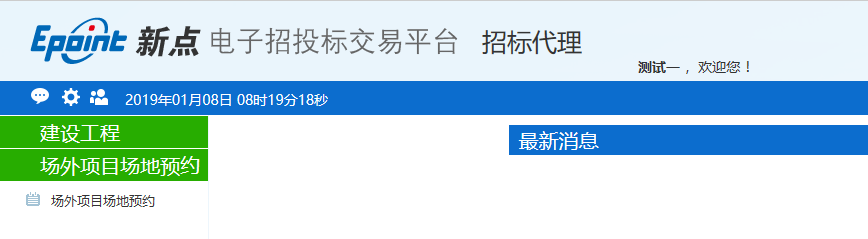 Epoint 新点 电子招投标交易平台 招标代理
测试一 ，欢迎您！
2019年01月08日 08时19分18秒
建设工程
最新消息
场外项目场地预约
场外项目场地预约